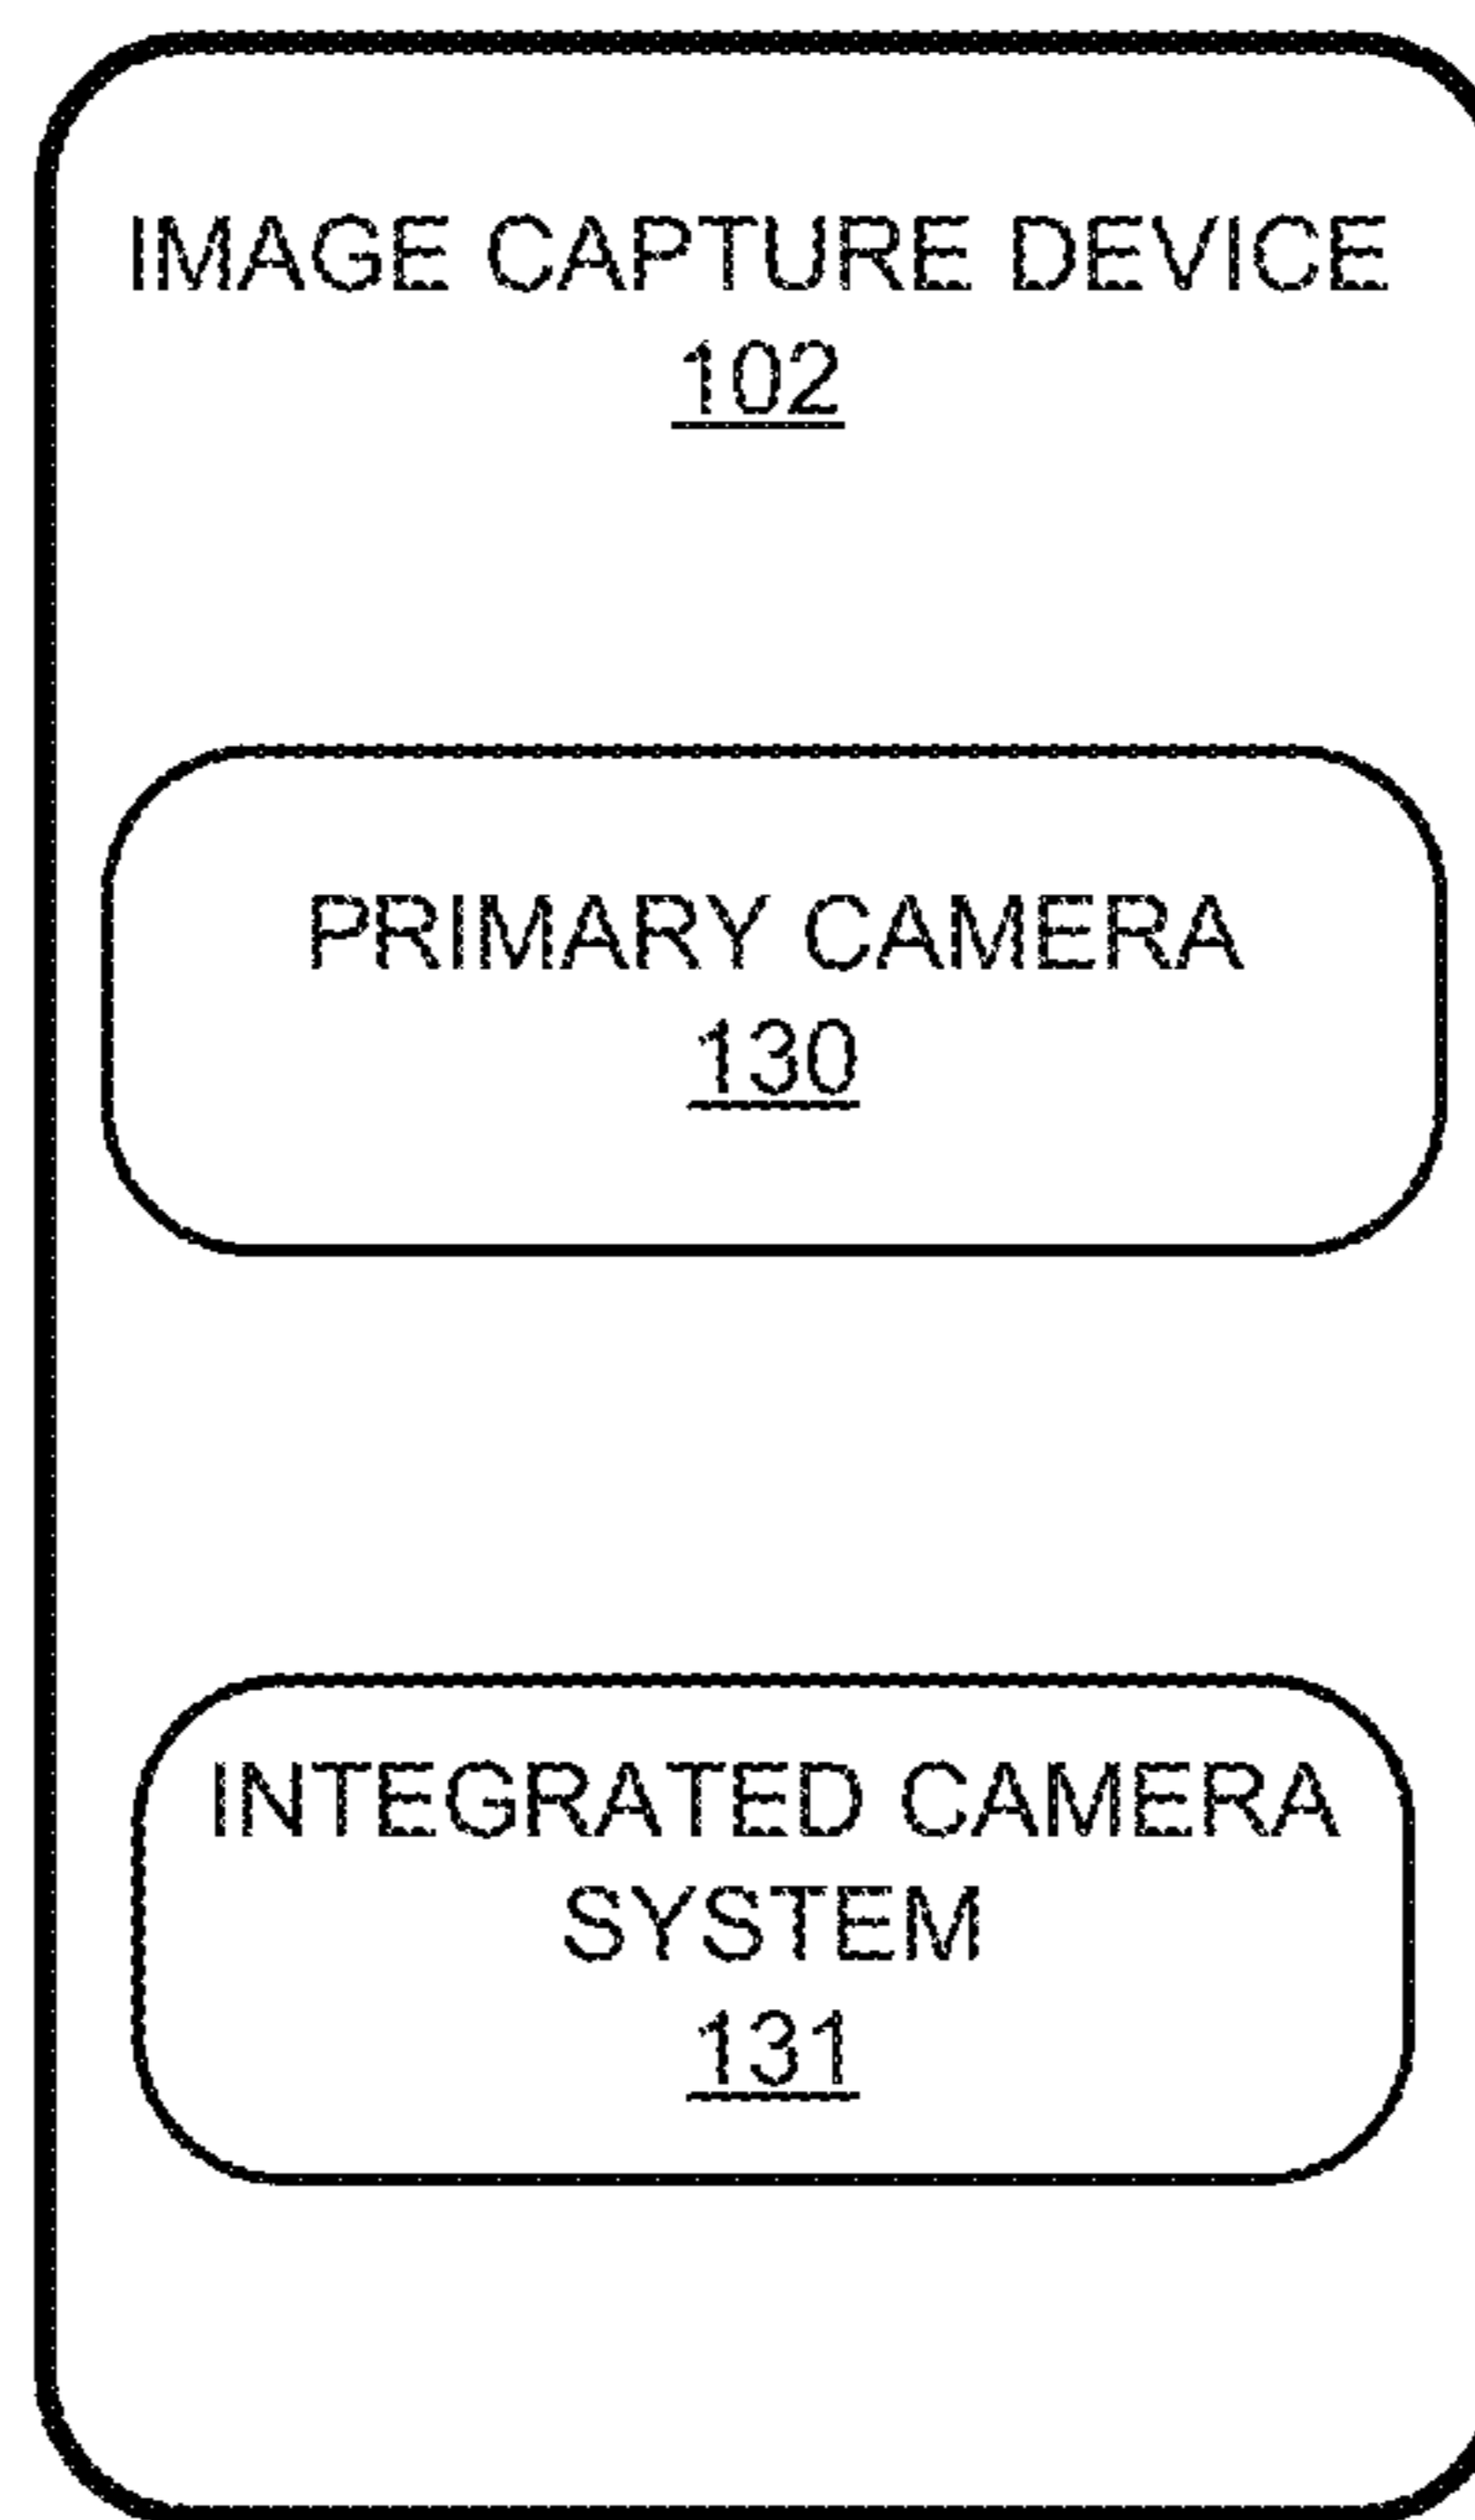 IMAGE CAPTURE DEVICE
102
PRIMARY CAMERA
130
INTEGRATED CAMERA
SYSTEM
131